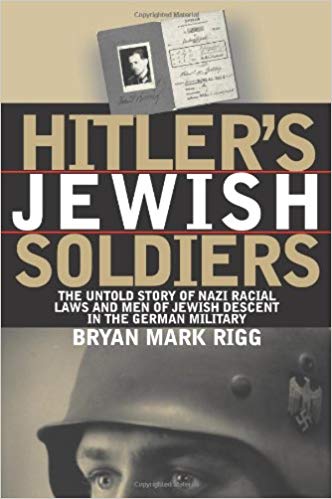 HITLER'S
JEWISH
SOLDIERS
THE UNTOLD STORY OF NAZI RACIAL
LAWS AND MEN OF JEWISH DESCENT
IN THE GERMAN MILITARY
BRYAN MARK RIGG